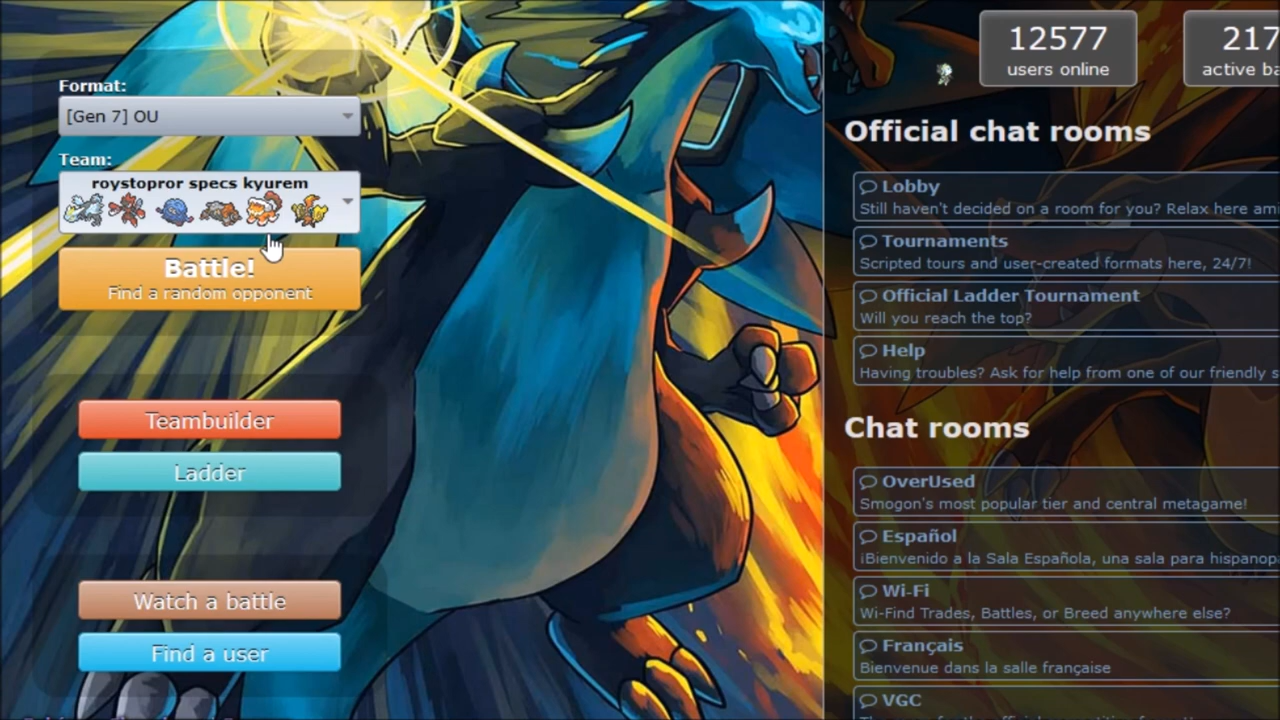 Format:
[Gen 7] OU
Team:
roystopror specs kyurem
Battle!
Find a random opponent
Teambuilder
Ladder
Watch a battle
Find a user
12577
users online
217
active ba
Official chat rooms
Lobby
Still haven't decided on a room for you? Relax here am
Tournaments
Scripted tours and user-created formats here, 24/7!
Official Ladder Tournament
Will you reach the top?
Help
Having troubles? Ask for help from one of our friendly s
Chat rooms
OverUsed
Smogon's most popular tier and central metagame!
Español
¡Bienvenido a la Sala Española, una sala para hispanop
Wi-Fi
Wi-Find Trades, Battles, or Breed anywhere else?
Français
Bienvenue dans la salle française
VGC